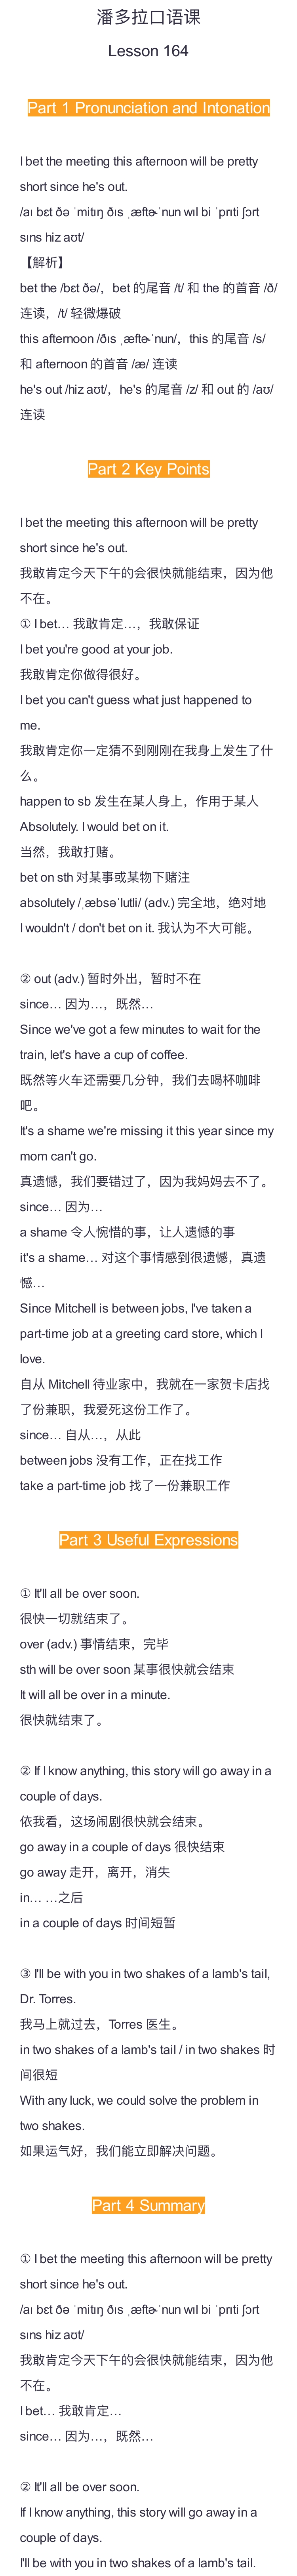 潘多拉口语课
Lesson 164
Part 1 Pronunciation and Intonation
I bet the meeting this afternoon will be pretty
short since he's out.
/aɪ bɛt ðə ˈmitɪŋ ðɪs ˌæftɚˈnun wɪl bi ˈprɪti ʃɔrt
sɪns hiz aʊt/
【解析】
bet the /bɛt ðə/，bet 的尾音 /t/ 和 the 的首音 /ð/
连读，/t/ 轻微爆破
this afternoon /ðɪs ˌæftɚˈnun/，this 的尾音 /s/
和 afternoon 的首音 /æ/ 连读
he's out /hiz aʊt/，he's 的尾音 /z/ 和 out 的 /aʊ/
连读
Part 2 Key Points
I bet the meeting this afternoon will be pretty
short since he's out.
我敢肯定今天下午的会很快就能结束，因为他
不在。
① I bet… 我敢肯定…，我敢保证
I bet you're good at your job.
我敢肯定你做得很好。
I bet you can't guess what just happened to
me.
我敢肯定你一定猜不到刚刚在我身上发生了什
么。
happen to sb 发生在某人身上，作用于某人
Absolutely. I would bet on it.
当然，我敢打赌。
bet on sth 对某事或某物下赌注
absolutely /ˌæbsəˈlutli/ (adv.) 完全地，绝对地
I wouldn't / don't bet on it. 我认为不大可能。
② out (adv.) 暂时外出，暂时不在
since… 因为…，既然…
Since we've got a few minutes to wait for the
train, let's have a cup of coffee.
既然等火车还需要几分钟，我们去喝杯咖啡
吧。
It's a shame we're missing it this year since my
mom can't go.
真遗憾，我们要错过了，因为我妈妈去不了。
since… 因为…
a shame 令人惋惜的事，让人遗憾的事
it's a shame… 对这个事情感到很遗憾，真遗
憾…
Since Mitchell is between jobs, I've taken a
part-time job at a greeting card store, which I
love.
自从 Mitchell 待业家中，我就在一家贺卡店找
了份兼职，我爱死这份工作了。
since… 自从…，从此
between jobs 没有工作，正在找工作
take a part-time job 找了一份兼职工作
Part 3 Useful Expressions
① It'll all be over soon.
很快一切就结束了。
over (adv.) 事情结束，完毕
sth will be over soon 某事很快就会结束
It will all be over in a minute.
很快就结束了。
② If I know anything, this story will go away in a
couple of days.
依我看，这场闹剧很快就会结束。
go away in a couple of days 很快结束
go away 走开，离开，消失
in… …之后
in a couple of days 时间短暂
③ I'll be with you in two shakes of a lamb's tail,
Dr. Torres.
我马上就过去，Torres 医生。
in two shakes of a lamb's tail / in two shakes 时
间很短
With any luck, we could solve the problem in
two shakes.
如果运气好，我们能立即解决问题。
Part 4 Summary
① I bet the meeting this afternoon will be pretty
short since he's out.
/aɪ bɛt ðə ˈmitɪŋ ðɪs ˌæftɚˈnun wɪl bi ˈprɪti ʃɔrt
sɪns hiz aʊt/
我敢肯定今天下午的会很快就能结束，因为他
不在。
I bet… 我敢肯定…
since… 因为…，既然…
② It'll all be over soon.
If I know anything, this story will go away in a
couple of days.
I'll be with you in two shakes of a lamb's tail.